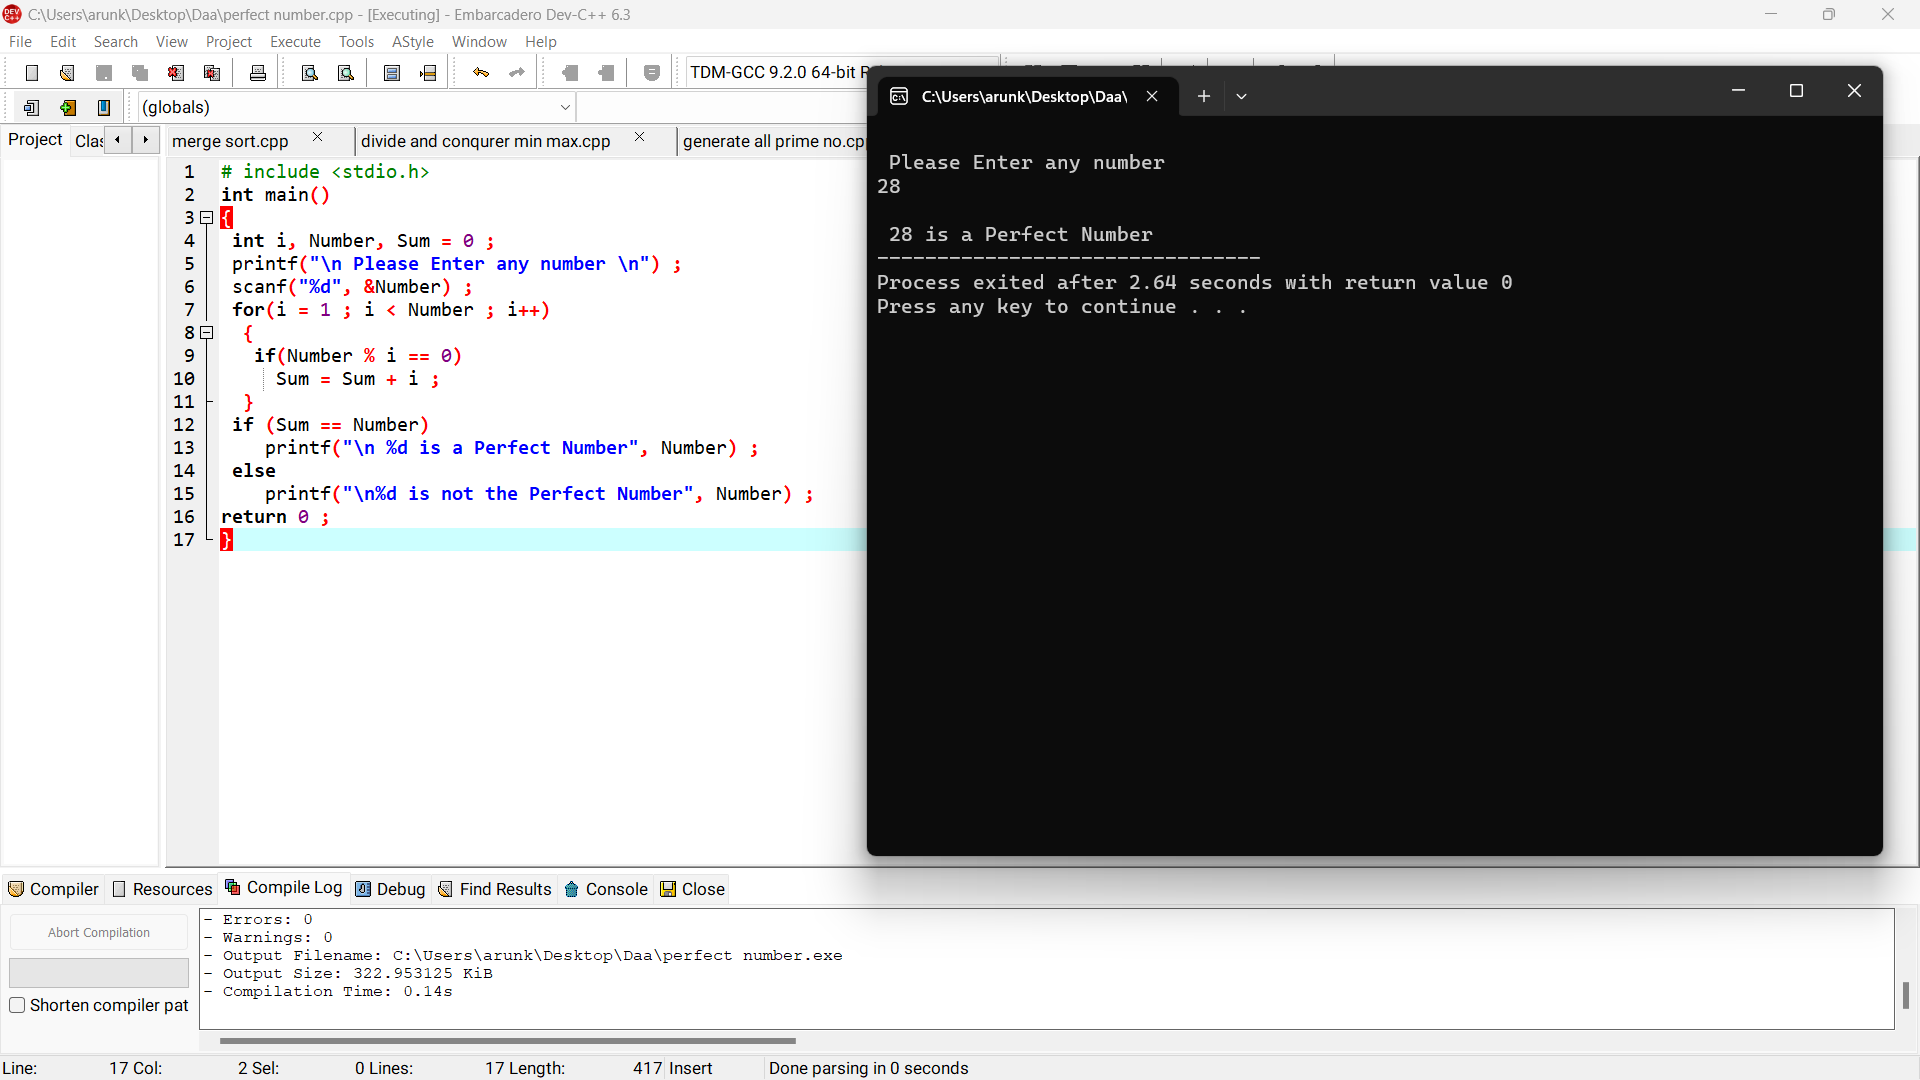 C:\Users\arunk\Desktop\Daa\perfect number.cpp - [Executing] - Embarcadero Dev-C++ 6.3
File Edit Search View Project Execute Tools AStyle Window Help
TDM-GCC 9.2.0 64-bit
(globals)
Project
merge sort.cpp
divide and conqurer min max.cpp
generate all prime no.cpp
1 # include <stdio.h>
2 int main()
3 {
4 int i, Number, Sum = 0 ;
5 printf("\n Please Enter any number \n") ;
6 scanf("%d", &Number) ;
7 for(i = 1 ; i < Number ; i++)
8 {
9 if(Number % i == 0)
10 Sum = Sum + i ;
11 }
12 if (Sum == Number)
13 printf("\n %d is a Perfect Number", Number) ;
14 else
15 printf("\n%d is not the Perfect Number", Number) ;
16 return 0 ;
17 }
C:\Users\arunk\Desktop\Daa\
Please Enter any number
28
28 is a Perfect Number
--------------------------------
Process exited after 2.64 seconds with return value 0
Press any key to continue . . .
Compiler Resources Compile Log Debug Find Results Console Close
Abort Compilation
Shorten compiler pat
- Errors: 0
- Warnings: 0
- Output Filename: C:\Users\arunk\Desktop\Daa\perfect number.exe
- Output Size: 322.953125 KiB
- Compilation Time: 0.14s
Line: 17 Col: 2 Sel: 0 Lines: 17 Length: 417 Insert Done parsing in 0 seconds